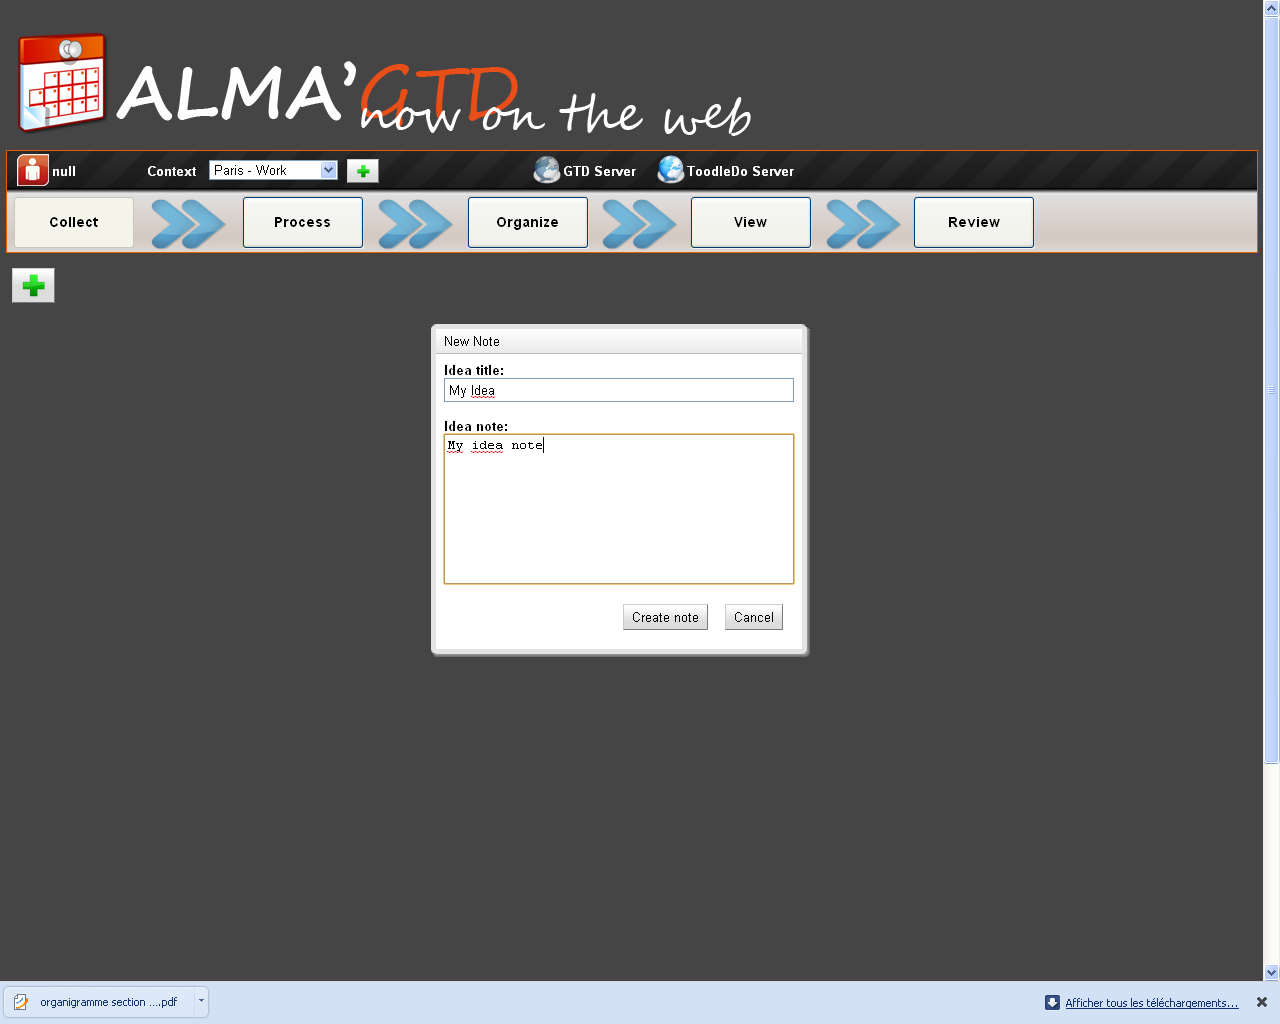 ALMA'GTD
now on the web
null Context Paris - Work GTD Server ToodleDo Server
Collect Process Organize View Review
New Note
Idea title:
My Idea
Idea note:
My idea note
Create note Cancel
organigramme section ....pdf Afficher tous les téléchargements...